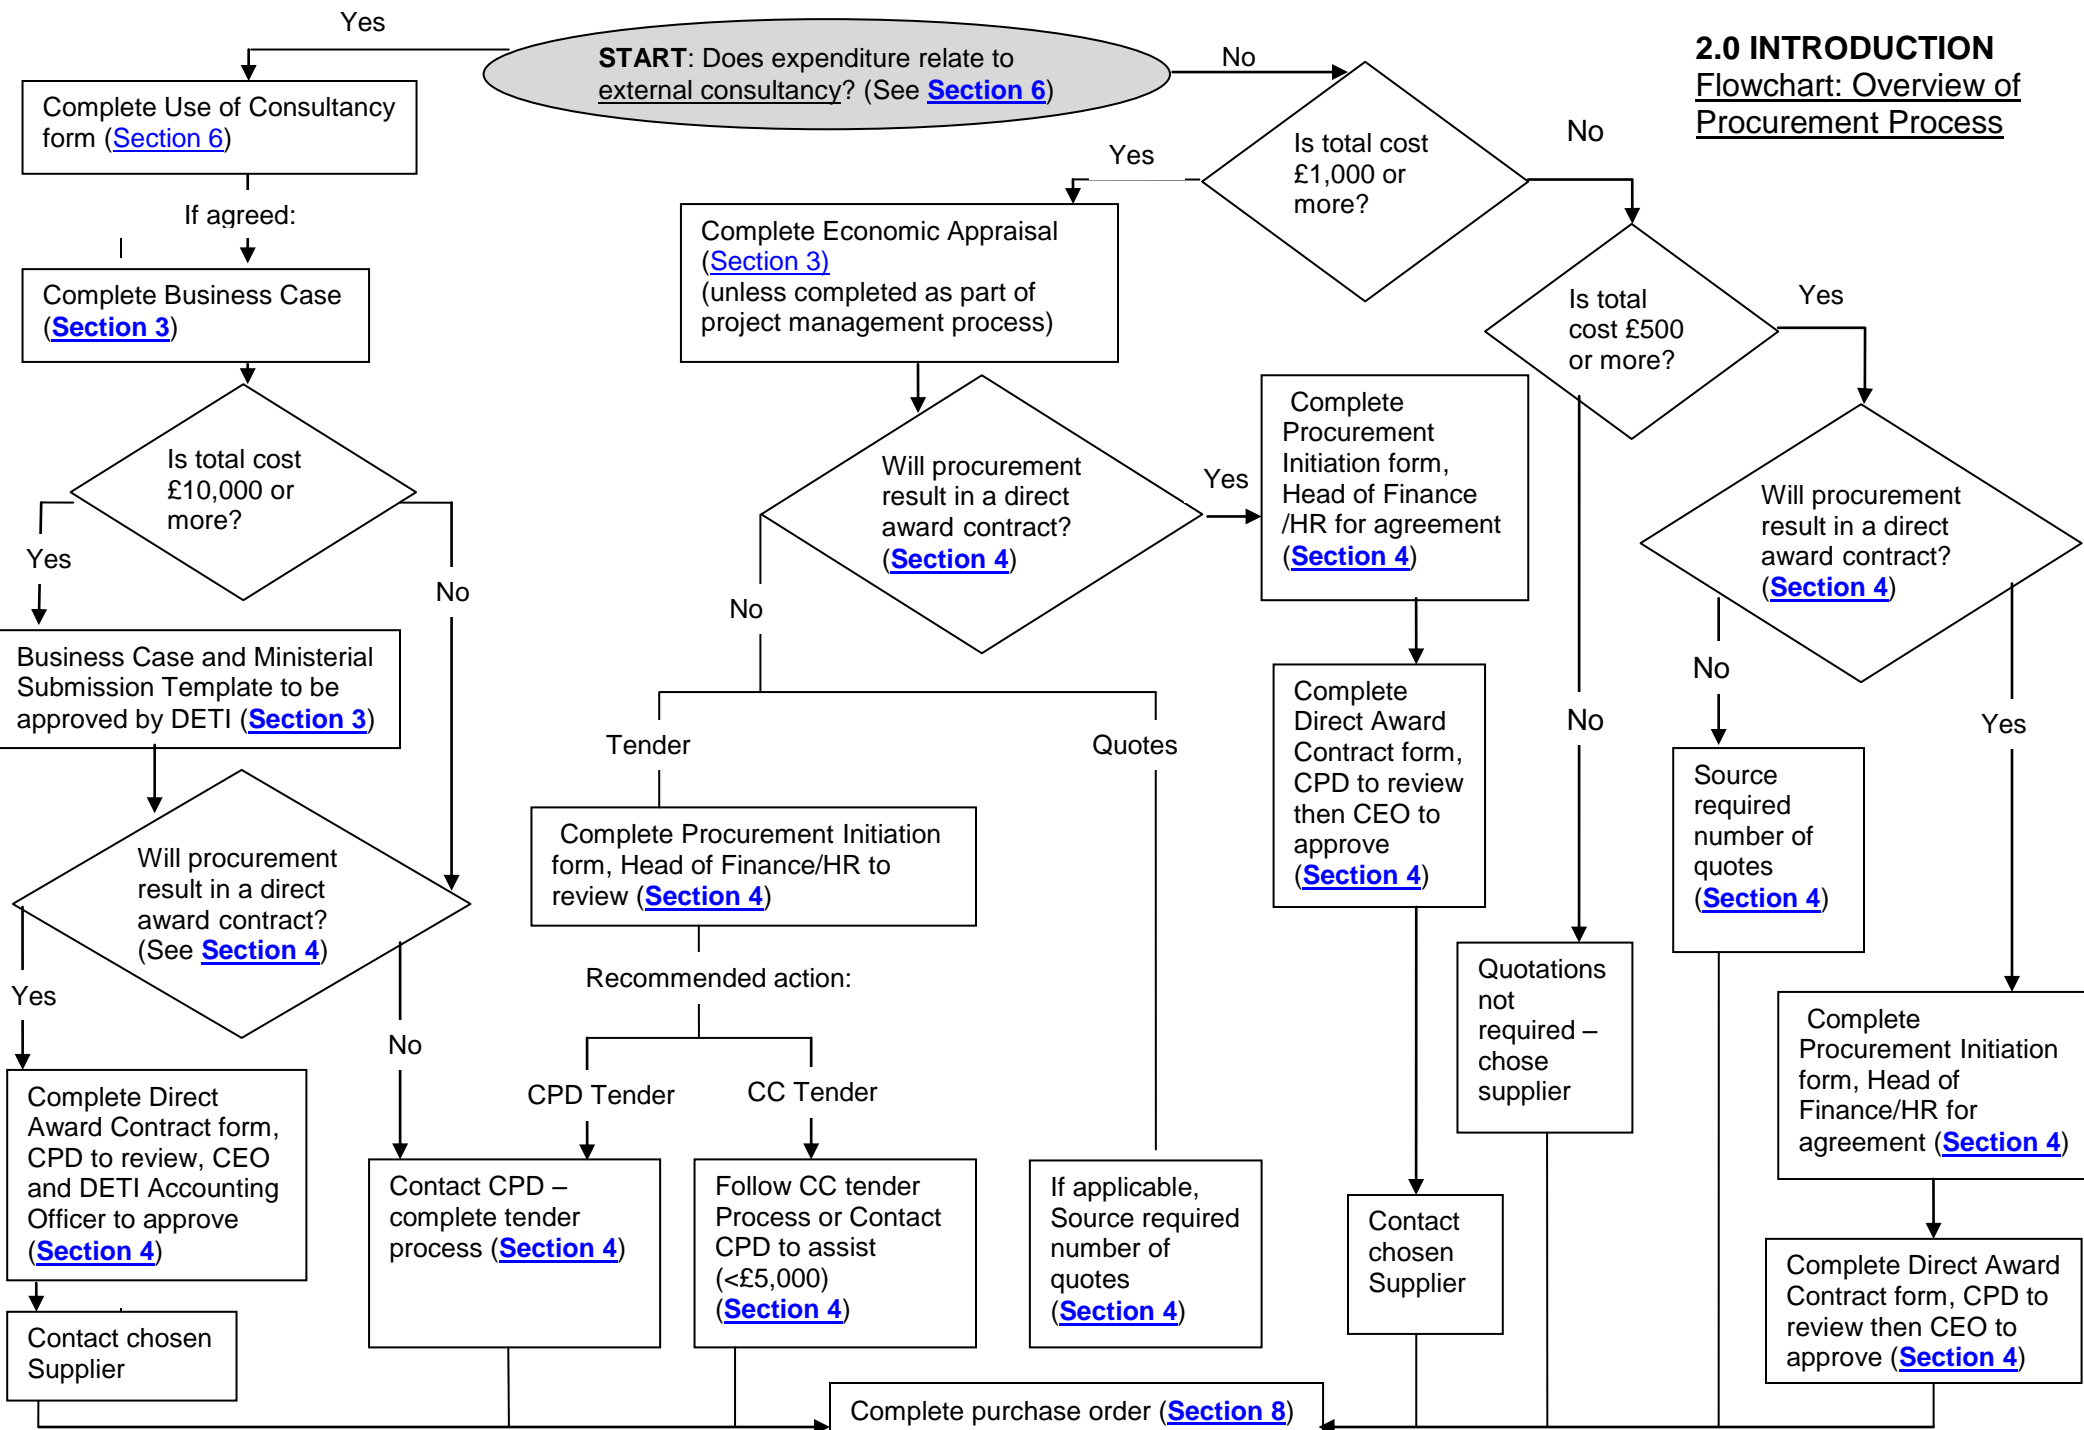 2.0 INTRODUCTION
Flowchart: Overview of
Procurement Process
START: Does expenditure relate to
external consultancy? (See Section 6)
Yes
No
Complete Use of Consultancy
form (Section 6)
If agreed:
Complete Business Case
(Section 3)
Is total cost
£10,000 or
more?
Yes
No
Business Case and Ministerial
Submission Template to be
approved by DETI (Section 3)
Will procurement
result in a direct
award contract?
(See Section 4)
Yes
No
Complete Direct
Award Contract form,
CPD to review, CEO
and DETI Accounting
Officer to approve
(Section 4)
Contact chosen
Supplier
Is total cost
£1,000 or
more?
Yes
No
Complete Economic Appraisal
(Section 3)
(unless completed as part of
project management process)
Will procurement
result in a direct
award contract?
(Section 4)
Yes
No
Tender
Quotes
Complete Procurement Initiation
form, Head of Finance/HR to
review (Section 4)
Recommended action:
CPD Tender
CC Tender
Contact CPD –
complete tender
process (Section 4)
Follow CC tender
Process or Contact
CPD to assist
(<£5,000)
(Section 4)
If applicable,
Source required
number of
quotes
(Section 4)
Complete
Procurement
Initiation form,
Head of Finance
/HR for agreement
(Section 4)
Complete
Direct Award
Contract form,
CPD to review
then CEO to
approve
(Section 4)
Contact
chosen
Supplier
Is total
cost £500
or more?
Yes
No
Quotations
not
required –
chose
supplier
Will procurement
result in a direct
award contract?
(Section 4)
No
Yes
Source
required
number of
quotes
(Section 4)
Complete
Procurement Initiation
form, Head of
Finance/HR for
agreement (Section 4)
Complete Direct Award
Contract form, CPD to
review then CEO to
approve (Section 4)
Complete purchase order (Section 8)